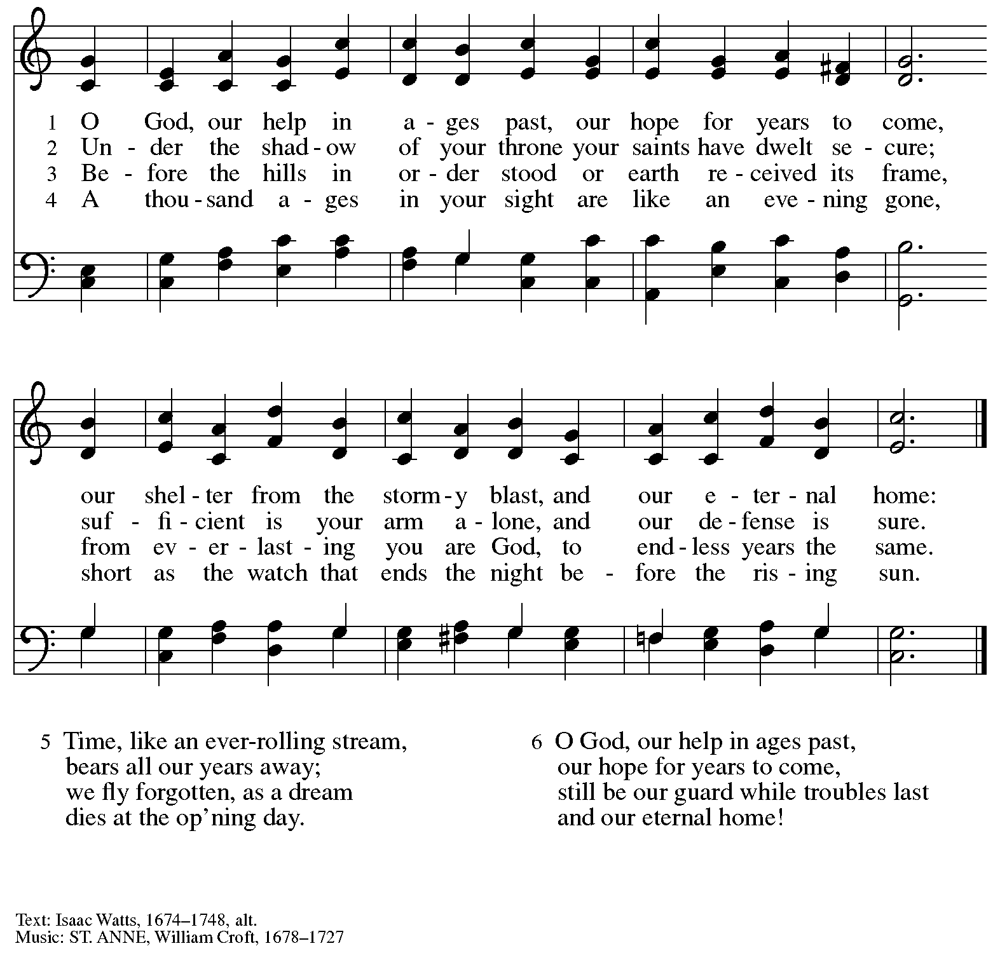 1 O God, our help in a - ges past, our hope for years to come,
2 Un - der the shad - ow of your throne your saints have dwelt se - cure;
3 Be - fore the hills in or - der stood or earth re - ceived its frame,
4 A thou - sand a - ges in your sight are like an eve - ning gone,
our shel - ter from the storm - y blast, and our e - ter - nal home:
suf - fi - cient is your arm a - lone, and our de - fense is sure.
from ev - er - last - ing you are God, to end - less years the same.
short as the watch that ends the night be - fore the ris - ing sun.
5 Time, like an ever-rolling stream,
bears all our years away;
we fly forgotten, as a dream
dies at the op’ning day.
6 O God, our help in ages past,
our hope for years to come,
still be our guard while troubles last
and our eternal home!
Text: Isaac Watts, 1674–1748, alt.
Music: ST. ANNE, William Croft, 1678–1727